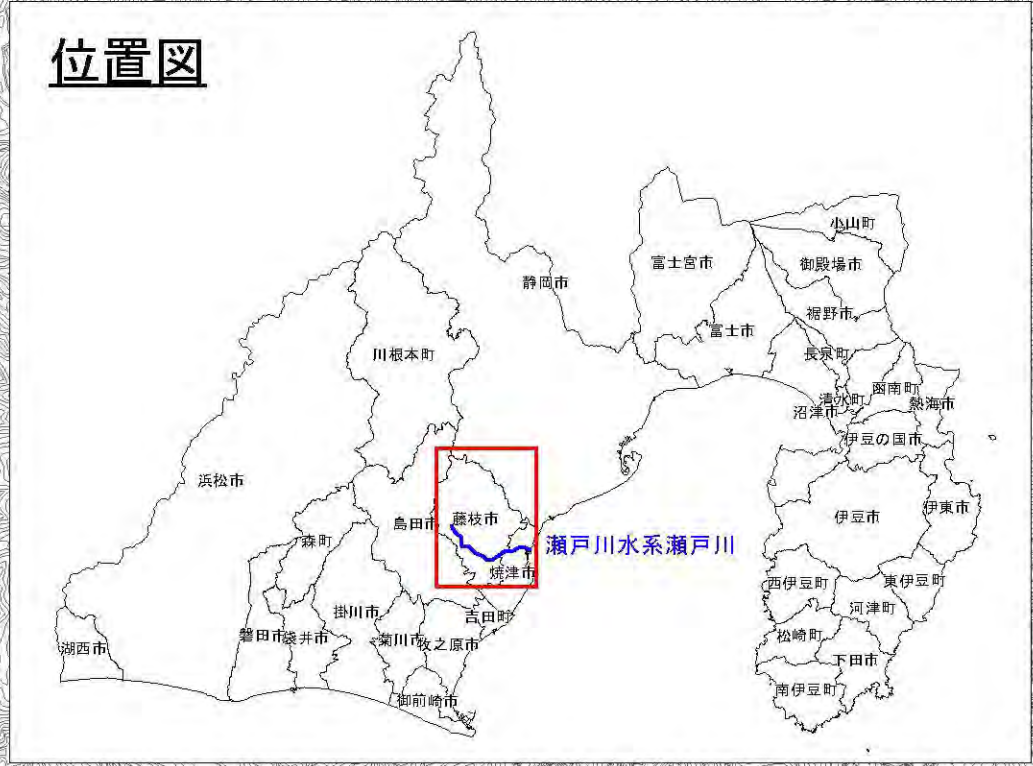 位置図
小山町
御殿場市
富士宮市
静岡市
裾野市
富士市
長泉町
川根本町
函南町
清水町
熱海市
沼津市
伊豆の国市
浜松市
伊東市
伊豆市
藤枝市
島田市
瀬戸川水系瀬戸川
森町
焼津市
西伊豆町
東伊豆町
河津町
掛川市
吉田町
磐田市
袋井市
菊川市
牧之原市
松崎町
湖西市
下田市
南伊豆町
御前崎市